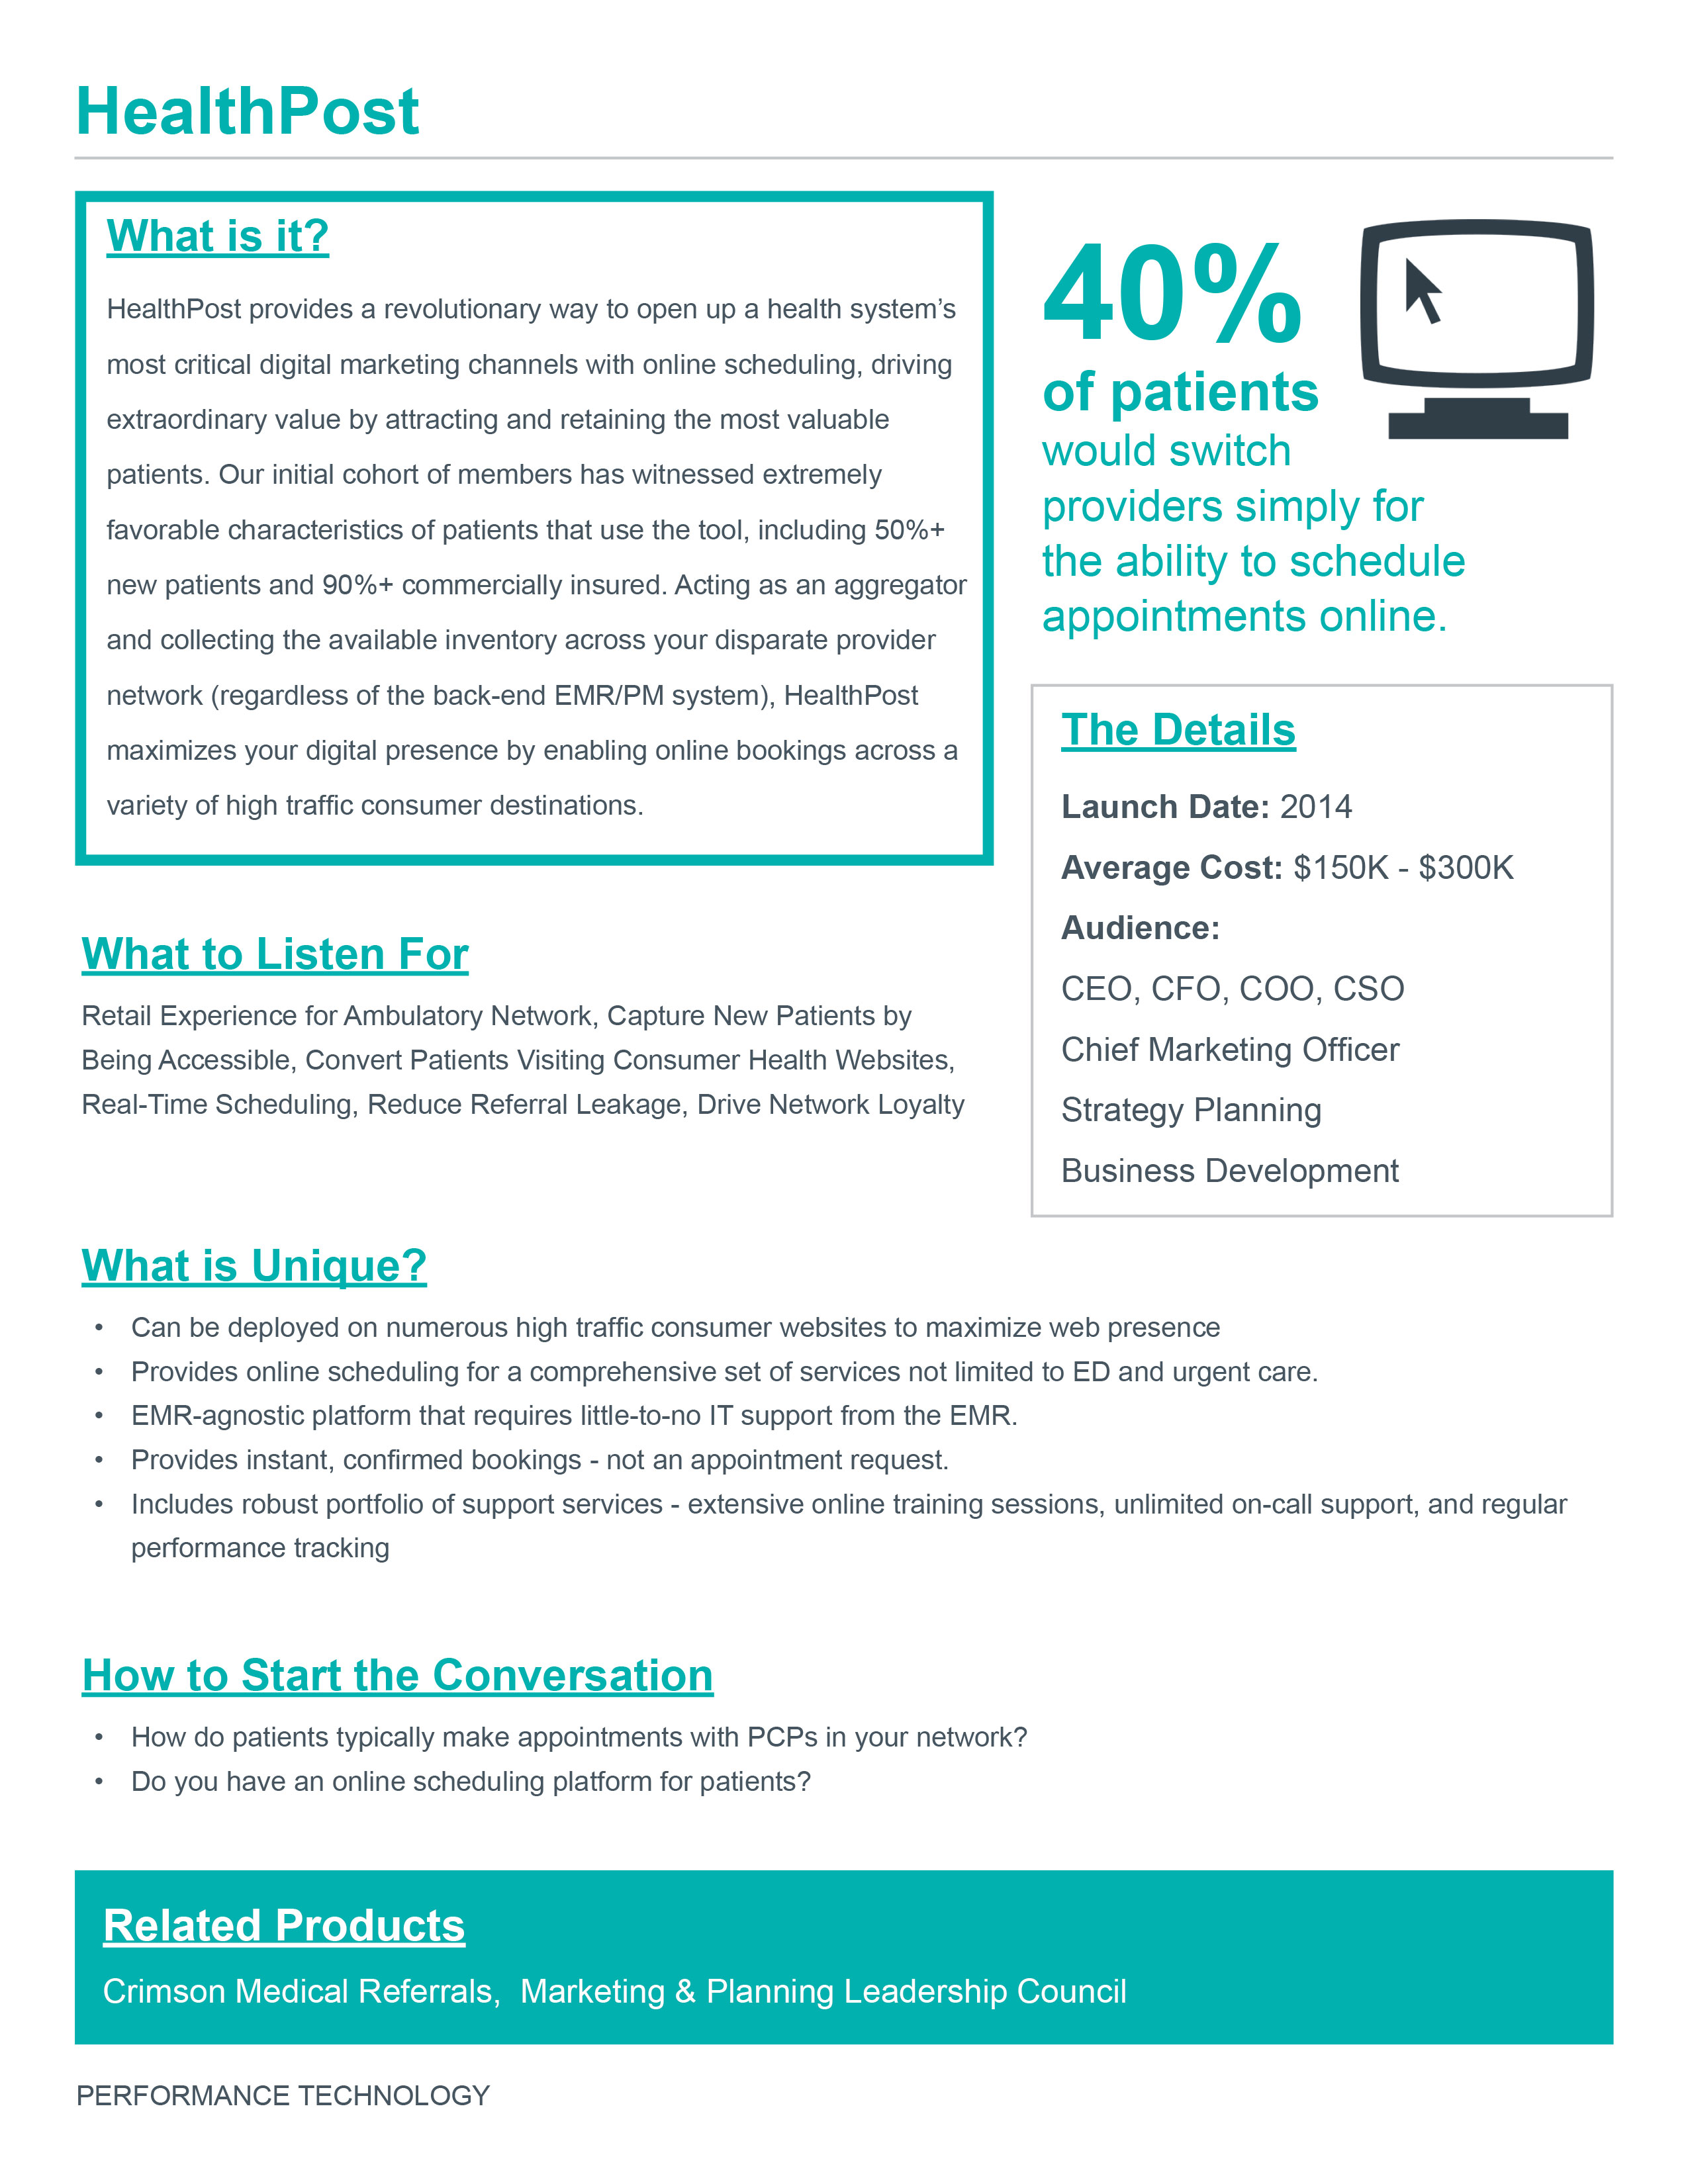 HealthPost
What is it?
HealthPost provides a revolutionary way to open up a health system’s
most critical digital marketing channels with online scheduling, driving
extraordinary value by attracting and retaining the most valuable
patients. Our initial cohort of members has witnessed extremely
favorable characteristics of patients that use the tool, including 50%+
new patients and 90%+ commercially insured. Acting as an aggregator
and collecting the available inventory across your disparate provider
network (regardless of the back-end EMR/PM system), HealthPost
maximizes your digital presence by enabling online bookings across a
variety of high traffic consumer destinations.
40%
of patients
would switch
providers simply for
the ability to schedule
appointments online.
The Details
Launch Date: 2014
Average Cost: $150K - $300K
Audience:
CEO, CFO, COO, CSO
Chief Marketing Officer
Strategy Planning
Business Development
What to Listen For
Retail Experience for Ambulatory Network, Capture New Patients by
Being Accessible, Convert Patients Visiting Consumer Health Websites,
Real-Time Scheduling, Reduce Referral Leakage, Drive Network Loyalty
What is Unique?
• Can be deployed on numerous high traffic consumer websites to maximize web presence
• Provides online scheduling for a comprehensive set of services not limited to ED and urgent care.
• EMR-agnostic platform that requires little-to-no IT support from the EMR.
• Provides instant, confirmed bookings - not an appointment request.
• Includes robust portfolio of support services - extensive online training sessions, unlimited on-call support, and regular
performance tracking
How to Start the Conversation
• How do patients typically make appointments with PCPs in your network?
• Do you have an online scheduling platform for patients?
Related Products
Crimson Medical Referrals,  Marketing & Planning Leadership Council
PERFORMANCE TECHNOLOGY